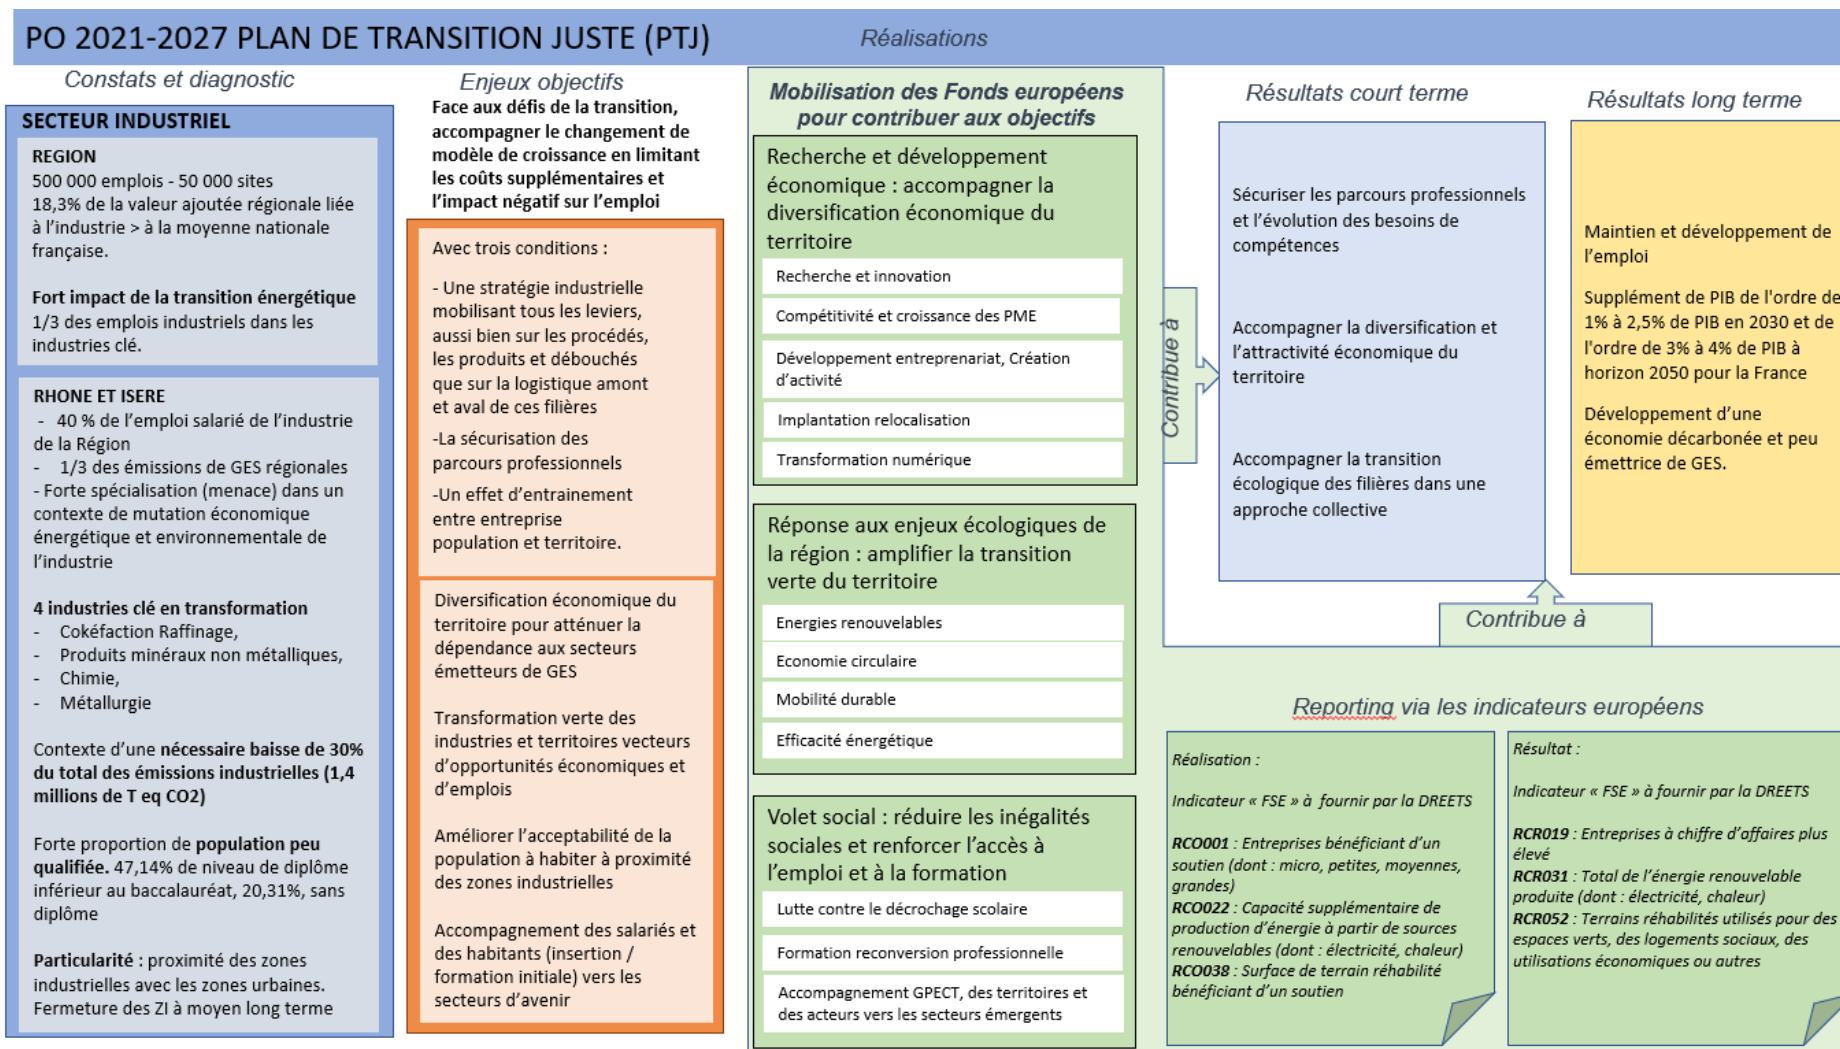 PO 2021-2027 PLAN DE TRANSITION JUSTE (PTJ)
Réalisations
Constats et diagnostic
SECTEUR INDUSTRIEL
REGION
500 000 emplois - 50 000 sites
18,3% de la valeur ajoutée régionale liée
à l'industrie > à la moyenne nationale
française.
Fort impact de la transition énergétique
1/3 des emplois industriels dans les
industries clé.
RHONE ET ISERE
- 40 % de l'emploi salarié de l'industrie
de la Région
- 1/3 des émissions de GES régionales
- Forte spécialisation (menace) dans un
contexte de mutation économique
énergétique et environnementale de
l'industrie
4 industries clé en transformation
- Cokéfaction Raffinage,
- Produits minéraux non métalliques,
- Chimie,
- Métallurgie
Contexte d'une nécessaire baisse de 30%
du total des émissions industrielles (1,4
millions de T eq CO2)
Forte proportion de population peu
qualifiée. 47,14% de niveau de diplôme
inférieur au baccalauréat, 20,31%, sans
diplôme
Particularité : proximité des zones
industrielles avec les zones urbaines.
Fermeture des ZI à moyen long terme
Enjeux objectifs
Face aux défis de la transition,
accompagner le changement de
modèle de croissance en limitant
les coûts supplémentaires et
l'impact négatif sur l'emploi
Avec trois conditions :
- Une stratégie industrielle
mobilisant tous les leviers,
aussi bien sur les procédés,
les produits et débouchés
que sur la logistique amont
et aval de ces filières
-La sécurisation des
parcours professionnels
-Un effet d'entrainement
entre entreprise
population et territoire.
Diversification économique du
territoire pour atténuer la
dépendance aux secteurs
émetteurs de GES
Transformation verte des
industries et territoires vecteurs
d'opportunités économiques et
d'emplois
Améliorer l'acceptabilité de la
population à habiter à proximité
des zones industrielles
Accompagnement des salariés et
des habitants (insertion /
formation initiale) vers les
secteurs d'avenir
Mobilisation des Fonds européens
pour contribuer aux objectifs
Recherche et développement
économique : accompagner la
diversification économique du
territoire
Recherche et innovation
Compétitivité et croissance des PME
Développement entreprenariat, Création
d'activité
Implantation relocalisation
Transformation numérique
Réponse aux enjeux écologiques de
la région : amplifier la transition
verte du territoire
Energies renouvelables
Economie circulaire
Mobilité durable
Efficacité énergétique
Volet social : réduire les inégalités
sociales et renforcer l'accès à
l'emploi et à la formation
Lutte contre le décrochage scolaire
Formation reconversion professionnelle
Accompagnement GPECT, des territoires et
des acteurs vers les secteurs émergents
Contribue à
Résultats court terme
Sécuriser les parcours professionnels
et l'évolution des besoins de
compétences
Accompagner la diversification et
l'attractivité économique du
territoire
Accompagner la transition
écologique des filières dans une
approche collective
Résultats long terme
Maintien et développement de
l'emploi
Supplément de PIB de l'ordre de
1% à 2,5% de PIB en 2030 et de
l'ordre de 3% à 4% de PIB à
horizon 2050 pour la France
Développement d'une
économie décarbonée et peu
émettrice de GES.
Contribue à
Reporting via les indicateurs européens
Réalisation :
Indicateur « FSE » à fournir par la DREETS
RCO001 : Entreprises bénéficiant d'un
soutien (dont : micro, petites, moyennes,
grandes)
RCO022 : Capacité supplémentaire de
production d'énergie à partir de sources
renouvelables (dont : électricité, chaleur)
RCO038 : Surface de terrain réhabilité
bénéficiant d'un soutien
Résultat :
Indicateur « FSE » à fournir par la DREETS
RCR019 : Entreprises à chiffre d'affaires plus
élevé
RCR031 : Total de l'énergie renouvelable
produite (dont : électricité, chaleur)
RCR052 : Terrains réhabilités utilisés pour des
espaces verts, des logements sociaux, des
utilisations économiques ou autres